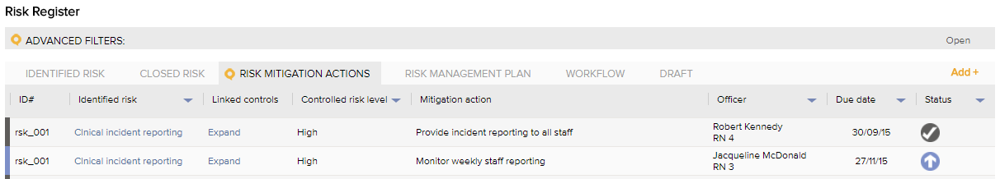 Risk Register
ADVANCED FILTERS: Open
IDENTIFIED RISK CLOSED RISK RISK MITIGATION ACTIONS RISK MANAGEMENT PLAN WORKFLOW DRAFT Add +
ID# Identified risk Linked controls Controlled risk level Mitigation action Officer Due date Status
rsk_001 Clnical incident reporting Expand High Provide incident reporting to all staff Robert Kennedy 30/09/15
RN 4
rsk_001 Clnical incident reporting Expand High Monitor weekly staff reporting Jacqueline McDonald 27/11/15
RN 3